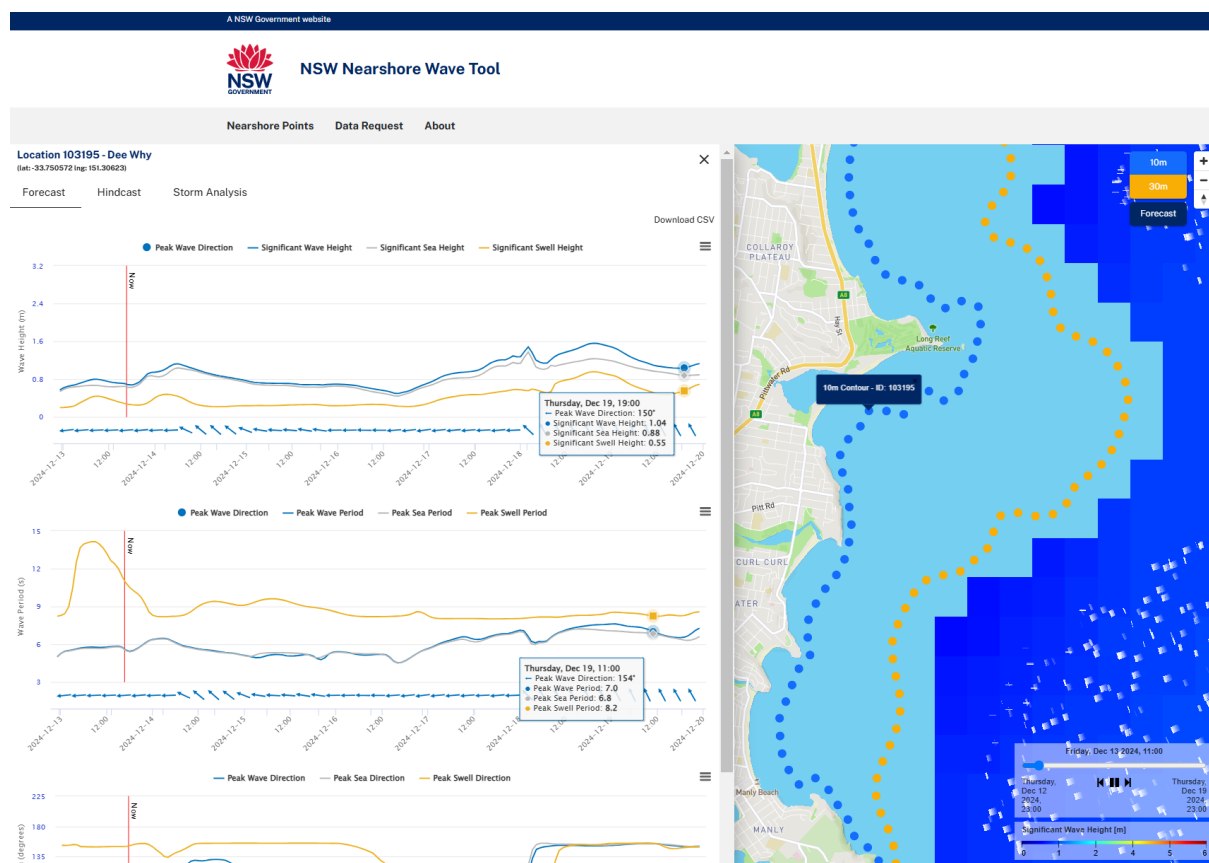 A NSW Government website
NSW
GOVERNMENT
NSW Nearshore Wave Tool
Nearshore Points Data Request About
Location 103195 - Dee Why
(lat: -33.750572 lng: 151.30623)
Forecast Hindcast Storm Analysis
Download CSV
Peak Wave Direction Significant Wave Height Significant Sea Height Significant Swell Height
Wave Height (m)
3.2
2.4
1.6
0.8
0
Now
Thursday, Dec 19, 19:00
Peak Wave Direction: 150°
Significant Wave Height: 1.04
Significant Sea Height: 0.88
Significant Swell Height: 0.55
2024-12-13 12:00 2024-12-14 12:00 2024-12-15 12:00 2024-12-16 12:00 2024-12-17 12:00 2024-12-18 12:00 2024-12-20
Peak Wave Direction Peak Wave Period Peak Sea Period Peak Swell Period
Wave Period (s)
15
12
9
6
3
Now
Thursday, Dec 19, 11:00
Peak Wave Direction: 154°
Peak Wave Period: 7.0
Peak Sea Period: 6.8
Peak Swell Period: 8.2
2024-12-13 12:00 2024-12-14 12:00 2024-12-15 12:00 2024-12-16 12:00 2024-12-17 12:00 2024-12-18 12:00 2024-12-20
Peak Wave Direction Peak Sea Direction Peak Swell Direction
(degrees)
225
180
135
Now
10m
30m
Forecast
+
−
COLLAROY
PLATEAU
A8
Hay St
Long Reef
Aquatic Reserve
Pittwater Rd
10m Contour - ID: 103195
A8
Pitt Rd
CURL CURL
ATER
Manly Beach
MANLY
Friday, Dec 13 2024, 11:00
Thursday,
Dec 12
2024,
23:00
Thursday,
Dec 19
2024,
23:00
Significant Wave Height [m]
0 1 2 4 5 6